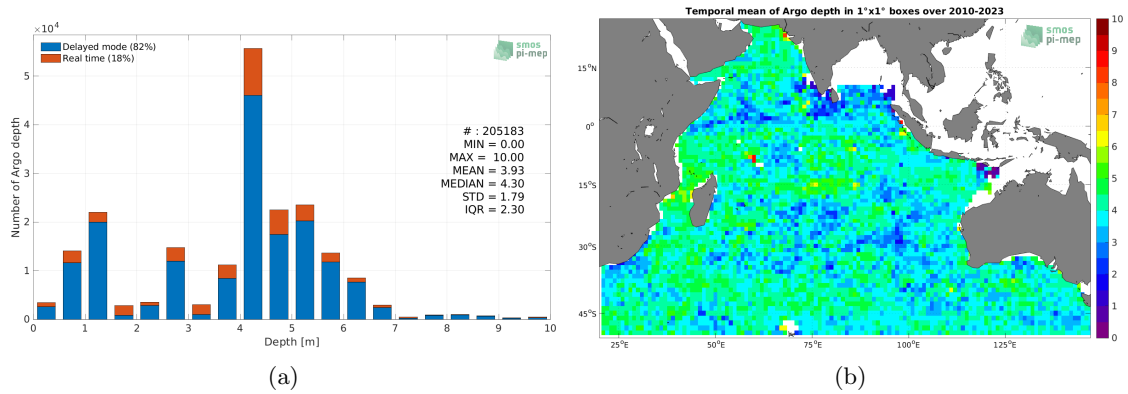 ×10⁴
Delayed mode (82%)
Real time (18%)
smos
pi-mep
# : 205183
MIN = 0.00
MAX = 10.00
MEAN = 3.93
MEDIAN = 4.30
STD = 1.79
IQR = 2.30
Number of Argo depth
5
4
3
2
1
0
0 1 2 3 4 5 6 7 8 9 10
Depth [m]
(a)
Temporal mean of Argo depth in 1°x1° boxes over 2010-2023
smos
pi-mep
15°N
0°
15°S
30°S
45°S
25°E 50°E 75°E 100°E 125°E
10
9
8
7
6
5
4
3
2
1
0
(b)